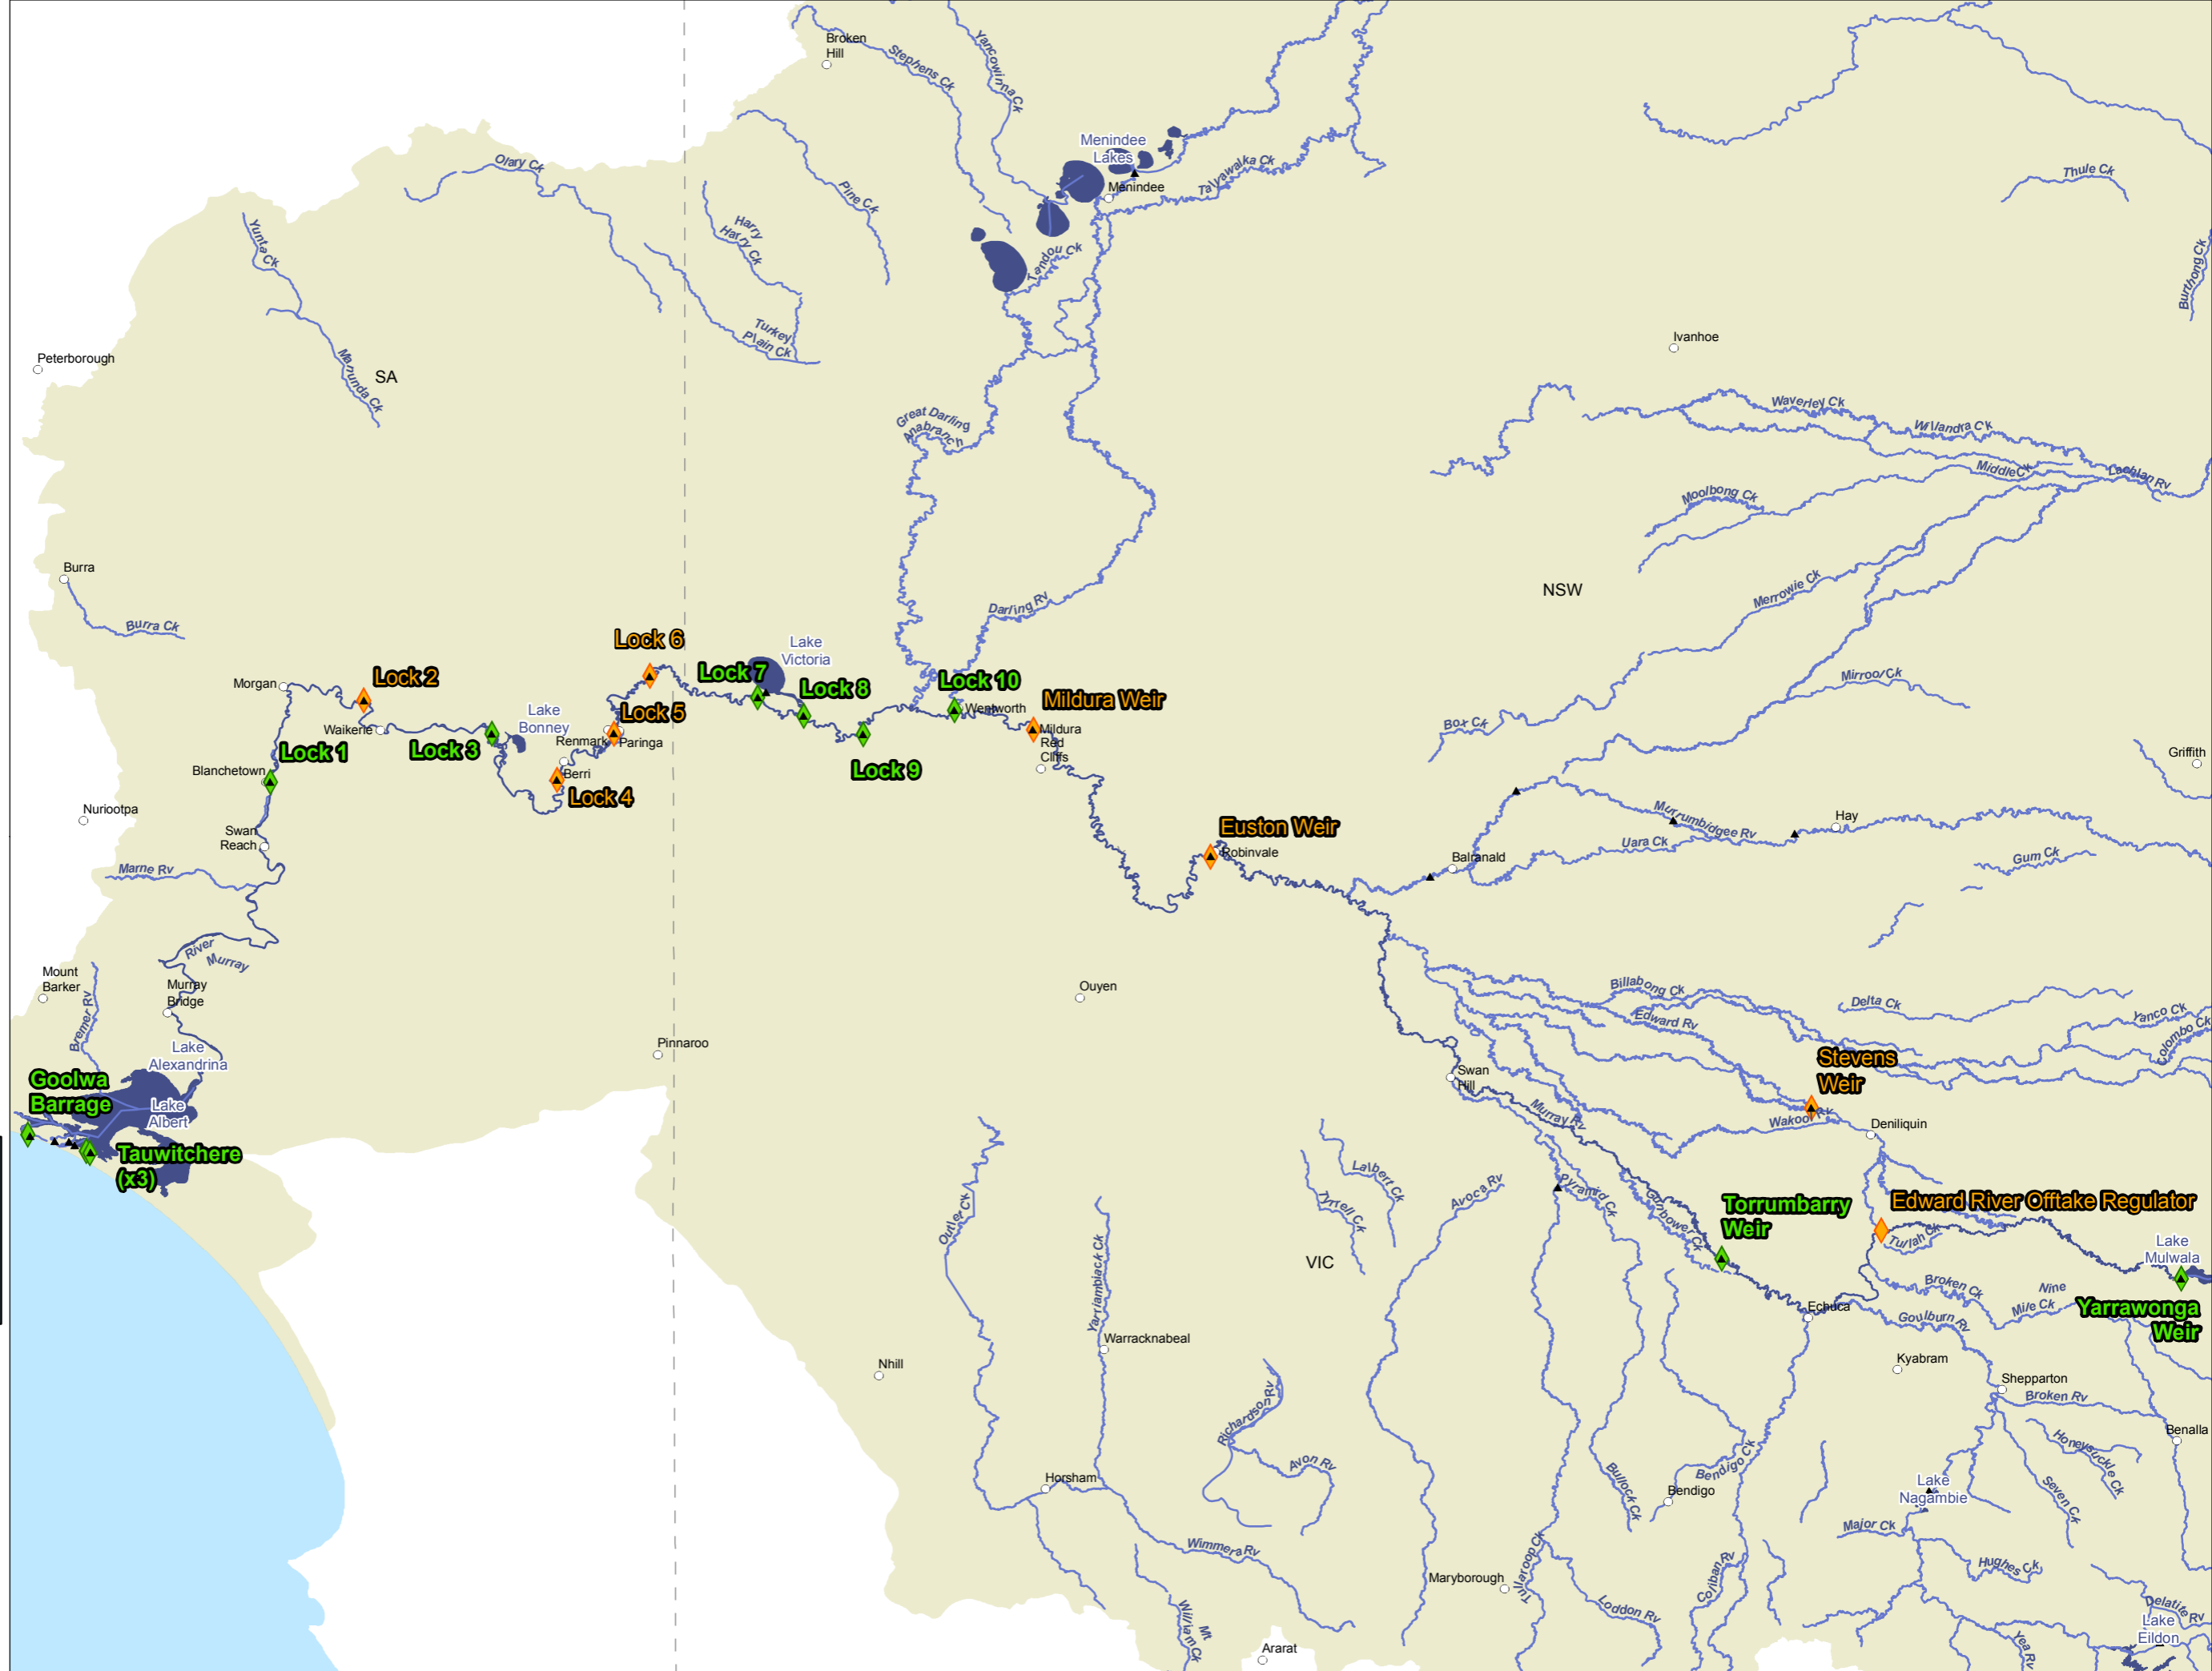 Broken
Hill
Stephens Ck
Yancowinna Ck
Menindee
Lakes
Menindee
Talyawalka Ck
Thule Ck
Olary Ck
Pine Ck
Yunta Ck
Harry
Harry Ck
Tandou Ck
Burthong Ck
Turkey
Plain Ck
Ivanhoe
Peterborough
Manunda Ck
SA
Great Darling
Anabranch
Waverley Ck
Willandra Ck
Middle Ck
Lachlan Rv
Moolbong Ck
Burra
Burra Ck
Darling Rv
Merrowie Ck
NSW
Lock 6
Lake
Victoria
Lock 7
Lock 8
Lock 10
Wentworth
Mildura Weir
Mirrool Ck
Morgan
Lock 2
Waikerie
Lake
Bonney
Lock 5
Renmark
Paringa
Mildura
Red
Cliffs
Box Ck
Lock 1
Lock 3
Griffith
Blanchetown
Berri
Lock 4
Lock 9
Nuriootpa
Swan
Reach
Euston Weir
Robinvale
Murrumbidgee Rv
Hay
Uara Ck
Balranald
Gum Ck
Marne Rv
River
Murray
Mount
Barker
Murray
Bridge
Bremer Rv
Ouyen
Billabong Ck
Delta Ck
Yanco Ck
Colombo Ck
Edward Rv
Lake
Alexandrina
Pinnaroo
Stevens
Weir
Swan
Hill
Goolwa
Barrage
Lake
Albert
Murray Rv
Wakool Rv
Deniliquin
Tauwitchere
(x3)
Lalbert Ck
Tyrrell Ck
Avoca Rv
Pyramid Ck
Gunbower Ck
Torrumbarry
Weir
Edward River Offtake Regulator
Tullah Ck
Outlet Ck
Yarriambiack Ck
VIC
Lake
Mulwala
Broken Ck
Nine
Mile Ck
Yarrawonga
Weir
Echuca
Goulburn Rv
Warracknabeal
Nhill
Kyabram
Shepparton
Broken Rv
Richardson Rv
Benalla
Honeysuckle Ck
Avon Rv
Horsham
Bullock Ck
Bendigo Ck
Bendigo
Lake
Nagambie
Seven Ck
Major Ck
Wimmera Rv
Hughes Ck
Maryborough
Tullaroop Ck
Coliban Rv
Loddon Rv
Mt
William Ck
Delatite Rv
Lake
Eildon
Yea Rv
Ararat